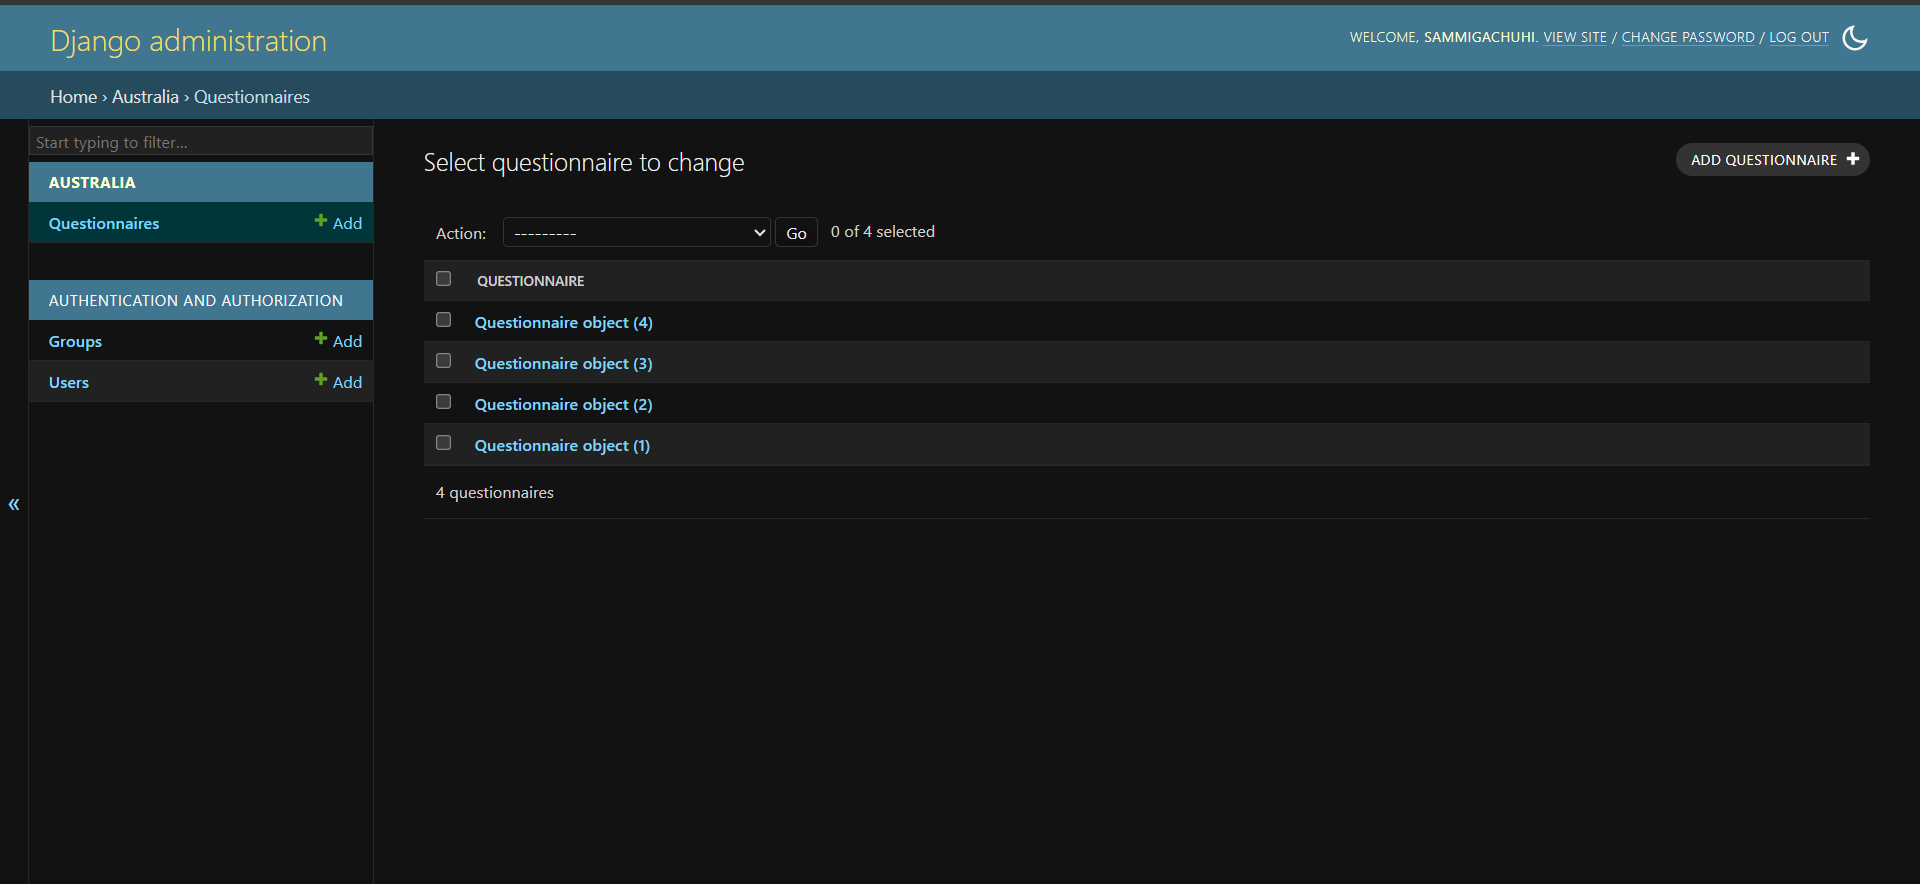 Django administration
WELCOME, SAMMIGACHUHI. VIEW SITE / CHANGE PASSWORD / LOG OUT
Home › Australia › Questionnaires
Start typing to filter...
AUSTRALIA
Questionnaires
Add
AUTHENTICATION AND AUTHORIZATION
Groups
Add
Users
Add
«
Select questionnaire to change
ADD QUESTIONNAIRE
Action: --------- Go 0 of 4 selected
QUESTIONNAIRE
Questionnaire object (4)
Questionnaire object (3)
Questionnaire object (2)
Questionnaire object (1)
4 questionnaires